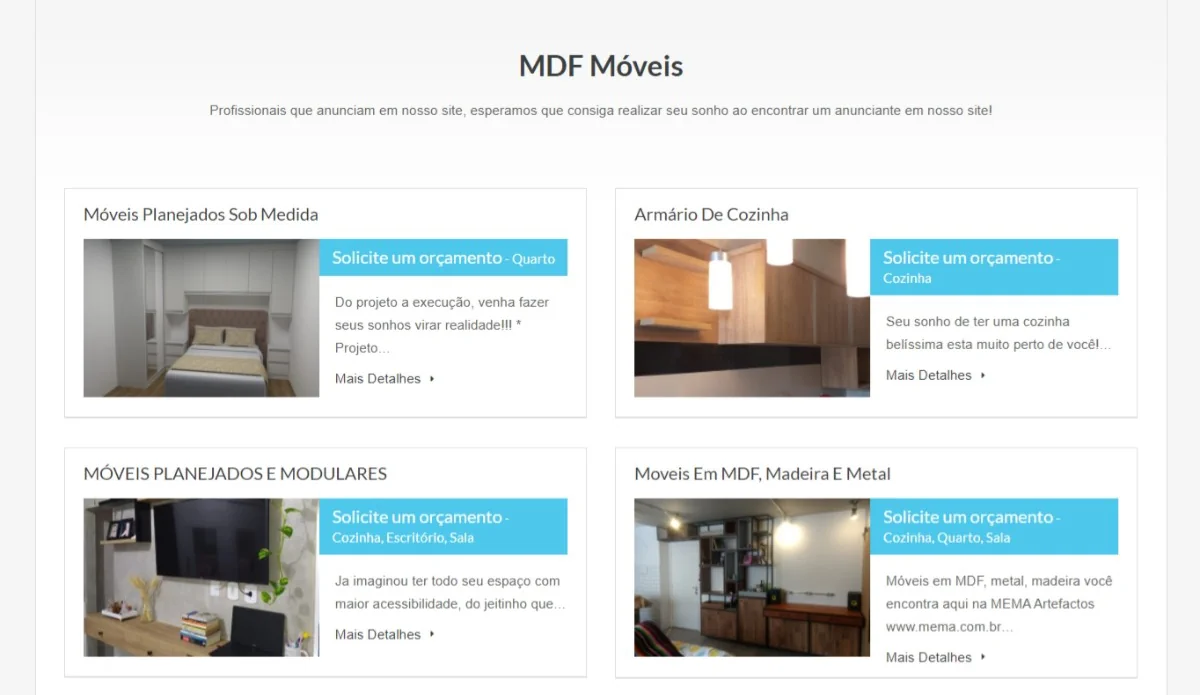 MDF Móveis
Profissionais que anunciam em nosso site, esperamos que consiga realizar seu sonho ao encontrar um anunciante em nosso site!
Móveis Planejados Sob Medida
Solicite um orçamento - Quarto
Do projeto a execução, venha fazer
seus sonhos virar realidade!!! *
Projeto...
Mais Detalhes
Armário De Cozinha
Solicite um orçamento -
Cozinha
Seu sonho de ter uma cozinha
belíssima esta muito perto de você!...
Mais Detalhes
MÓVEIS PLANEJADOS E MODULARES
Solicite um orçamento -
Cozinha, Escritório, Sala
Ja imaginou ter todo seu espaço com
maior acessibilidade, do jeitinho que...
Mais Detalhes
Moveis Em MDF, Madeira E Metal
Solicite um orçamento -
Cozinha, Quarto, Sala
Móveis em MDF, metal, madeira você
encontra aqui na MEMA Artefactos
www.mema.com.br...
Mais Detalhes